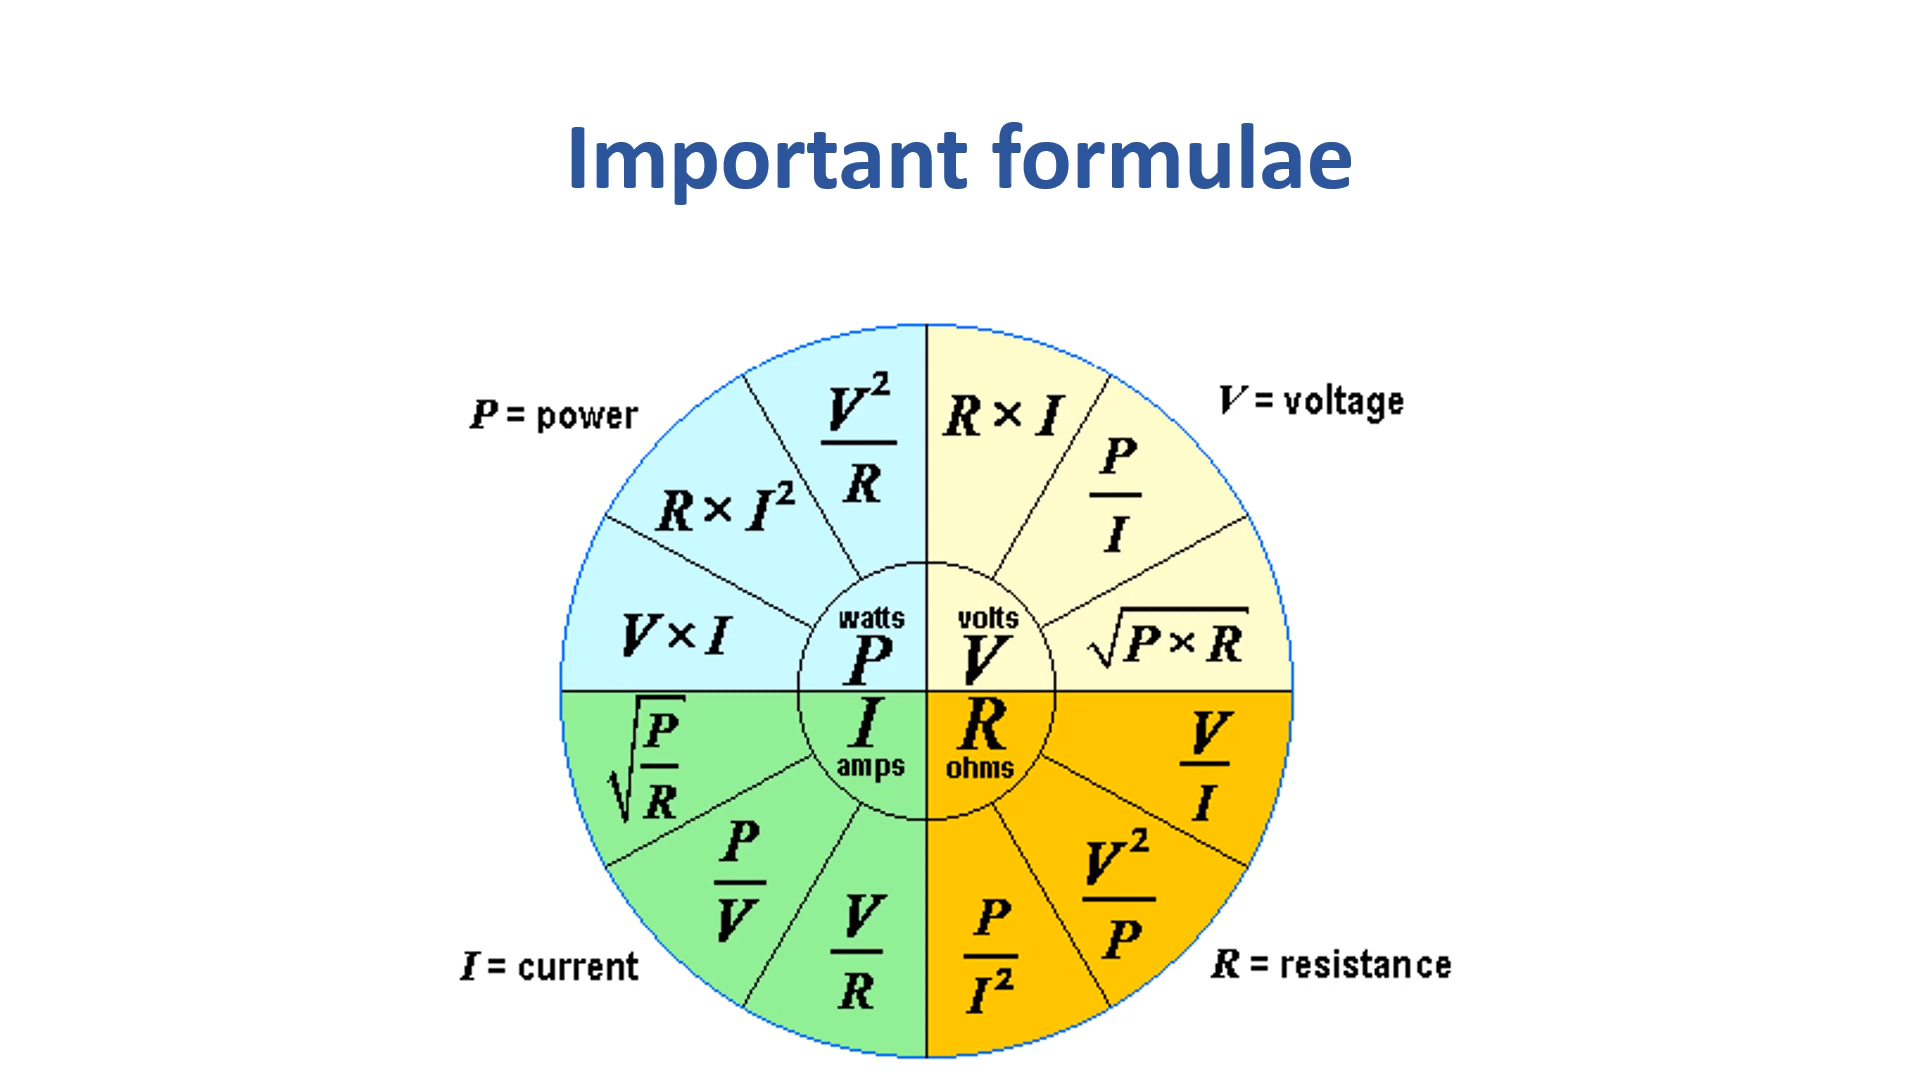 Important formulae
P = power
V = voltage
V²/R
R × I
R × I²
P/I
V × I
√(P × R)
watts
P
volts
V
I
amps
R
ohms
√(P/R)
V/I
P/V
V²/P
V/R
P/I²
I = current
R = resistance